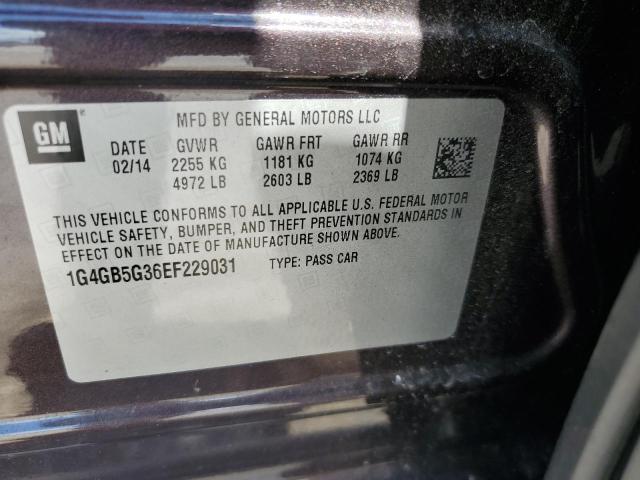 GM
MFD BY GENERAL MOTORS LLC
DATE GVWR GAWR FRT GAWR RR
02/14 2255 KG 1181 KG 1074 KG
4972 LB 2603 LB 2369 LB
THIS VEHICLE CONFORMS TO ALL APPLICABLE U.S. FEDERAL MOTOR
VEHICLE SAFETY, BUMPER, AND THEFT PREVENTION STANDARDS IN
EFFECT ON THE DATE OF MANUFACTURE SHOWN ABOVE.
1G4GB5G36EF229031 TYPE: PASS CAR